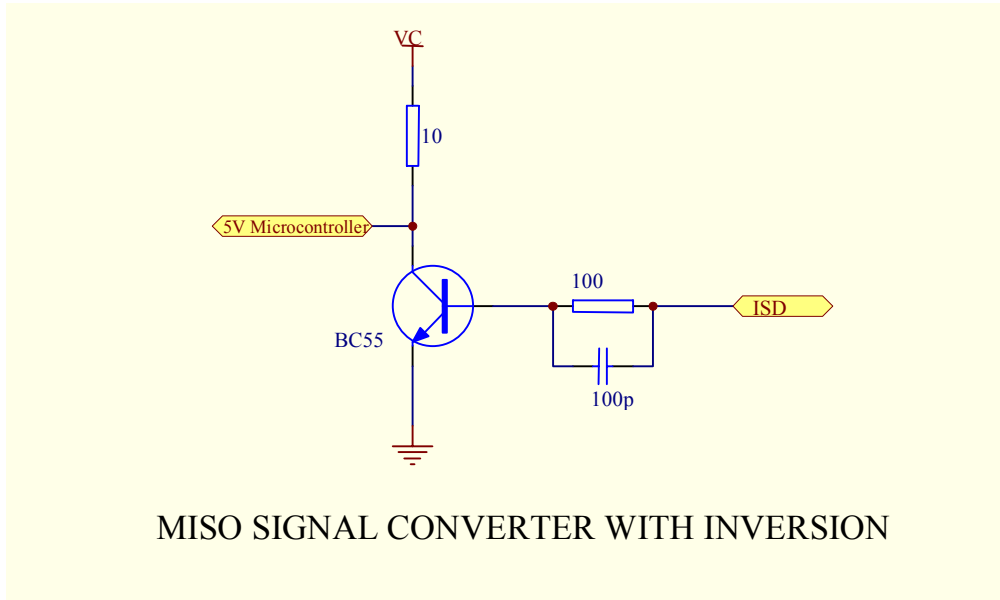 VC
10
5V Microcontroller
100
ISD
BC55
100p
MISO SIGNAL CONVERTER WITH INVERSION